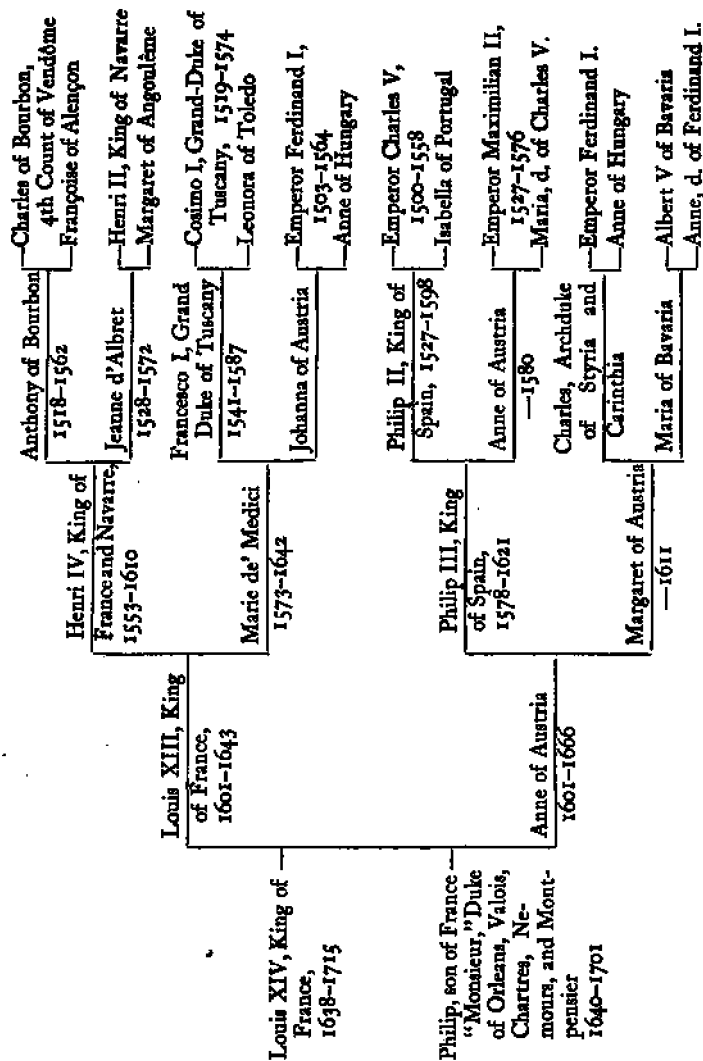 Louis XIV, King of
France,
1638–1715
Philip, son of France
"Monsieur," Duke
of Orleans, Valois,
Chartres, Ne-
mours, and Mont-
pensier
1640–1701
Louis XIII, King
of France,
1601–1643
Anne of Austria
1601–1666
Henri IV, King of
France and Navarre,
1553–1610
Marie de' Medici
1573–1642
Philip III, King
of Spain,
1578–1621
Margaret of Austria
—1611
Anthony of Bourbon
1518–1562
Jeanne d'Albret
1528–1572
Francesco I, Grand
Duke of Tuscany
1541–1587
Johanna of Austria
Philip II, King of
Spain, 1527–1598
Anne of Austria
—1580
Charles, Archduke
of Styria and
Carinthia
Maria of Bavaria
Charles of Bourbon,
4th Count of Vendôme
Françoise of Alençon
Henri II, King of Navarre
Margaret of Angoulême
Cosimo I, Grand-Duke of
Tuscany, 1519–1574
Leonora of Toledo
Emperor Ferdinand I,
1503–1564
Anne of Hungary
Emperor Charles V,
1500–1558
Isabella of Portugal
Emperor Maximilian II,
1527–1576
Maria, d. of Charles V.
Emperor Ferdinand I.
Anne of Hungary
Albert V of Bavaria
Anne, d. of Ferdinand I.